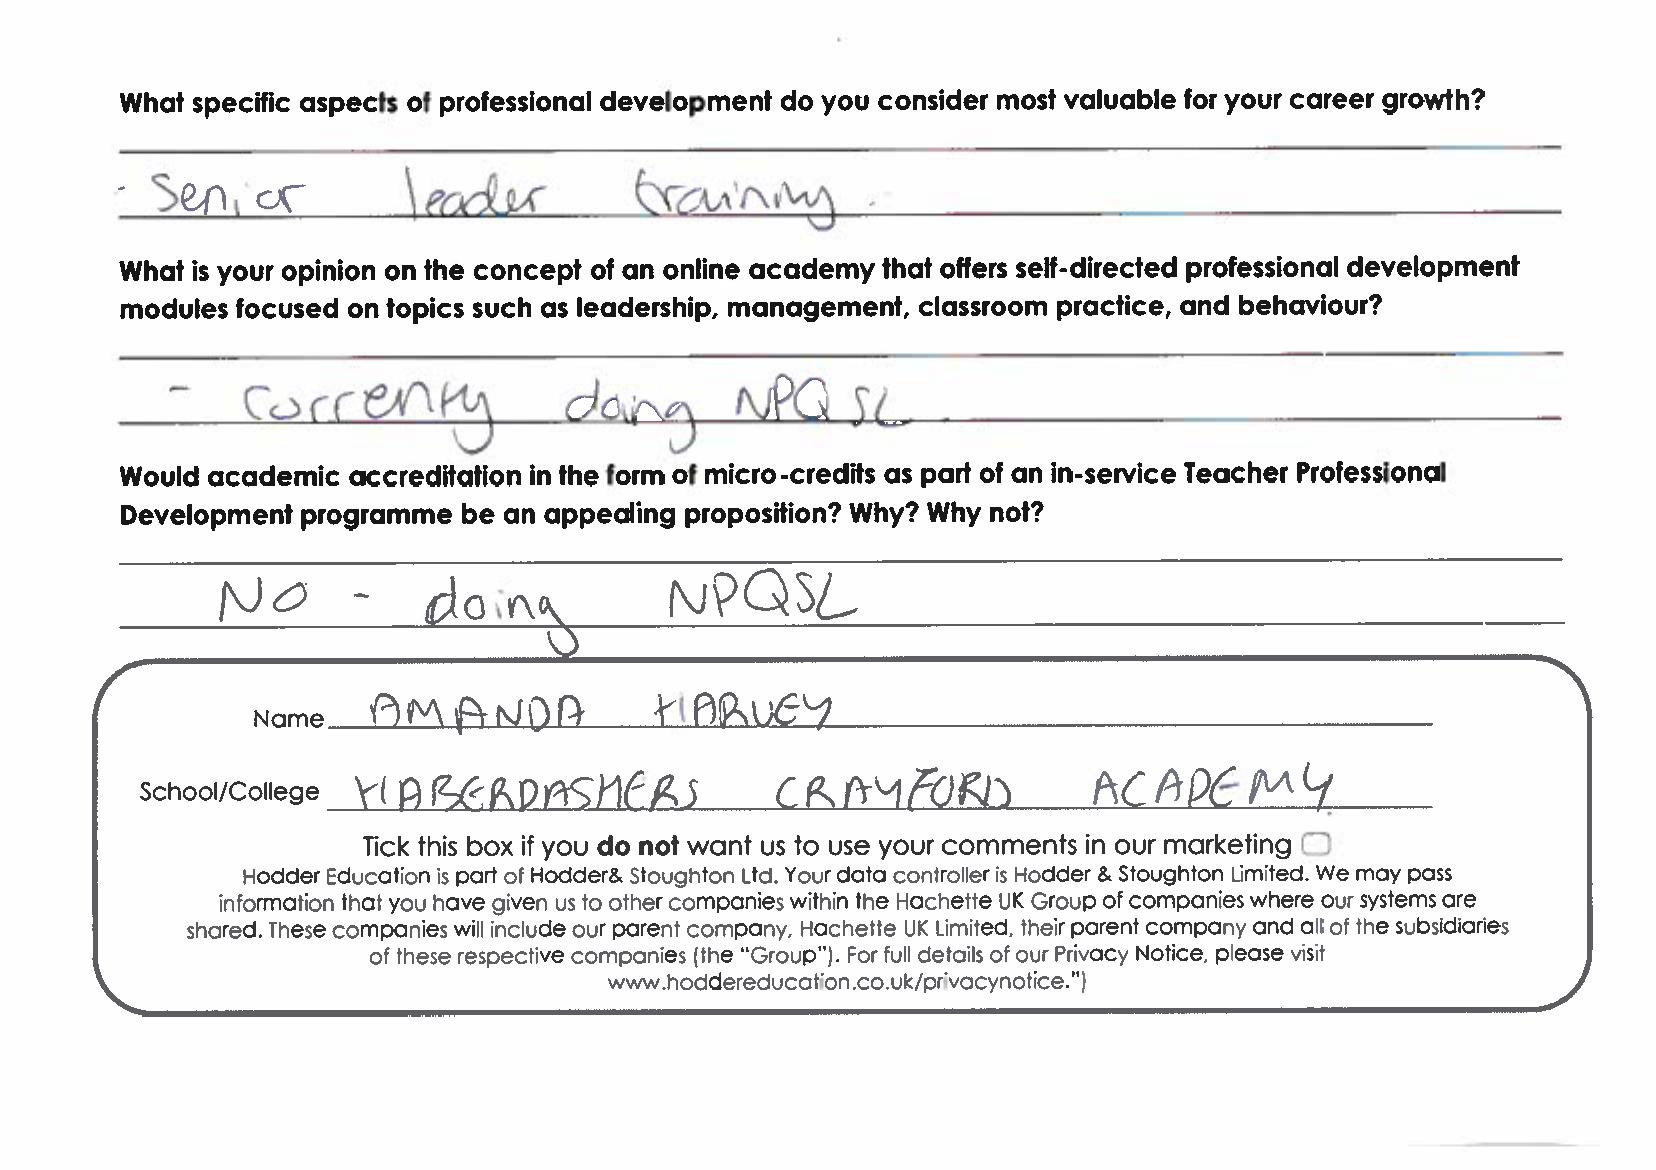 What specific aspects of professional development do you consider most valuable for your career growth?
- Senior leader training.
What is your opinion on the concept of an online academy that offers self-directed professional development
modules focused on topics such as leadership, management, classroom practice, and behaviour?
- Currenty doing NPQSL.
Would academic accreditation in the form of micro-credits as part of an in-service Teacher Professional
Development programme be an appealing proposition? Why? Why not?
NO - doing NPQSL
Name AMANDA HARVEY
School/College HABERDASHERS CRAYFORD ACADEMY
Tick this box if you do not want us to use your comments in our marketing
Hodder Education is part of Hodder& Stoughton Ltd. Your data controller is Hodder & Stoughton Limited. We may pass
information that you have given us to other companies within the Hachette UK Group of companies where our systems are
shared. These companies will include our parent company, Hachette UK Limited, their parent company and all of the subsidiaries
of these respective companies (the "Group"). For full details of our Privacy Notice, please visit
www.hoddereducation.co.uk/privacynotice.")